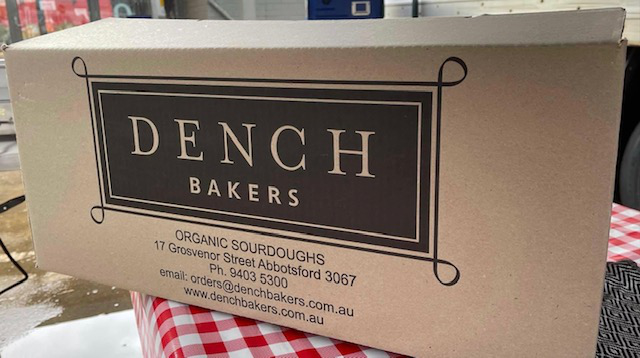 DENCH
BAKERS
ORGANIC SOURDOUGHS
17 Grosvenor Street Abbotsford 3067
Ph. 9403 5300
email: orders@denchbakers.com.au
www.denchbakers.com.au